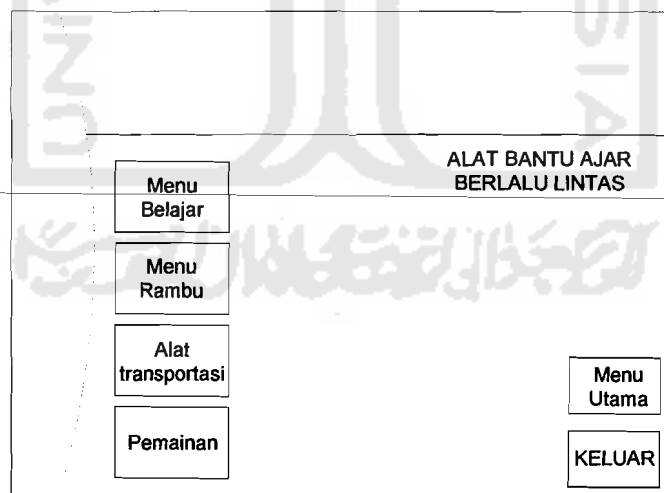 ALAT BANTU AJAR
BERLALU LINTAS
Menu
Belajar
Menu
Rambu
Alat
transportasi
Pemainan
Menu
Utama
KELUAR